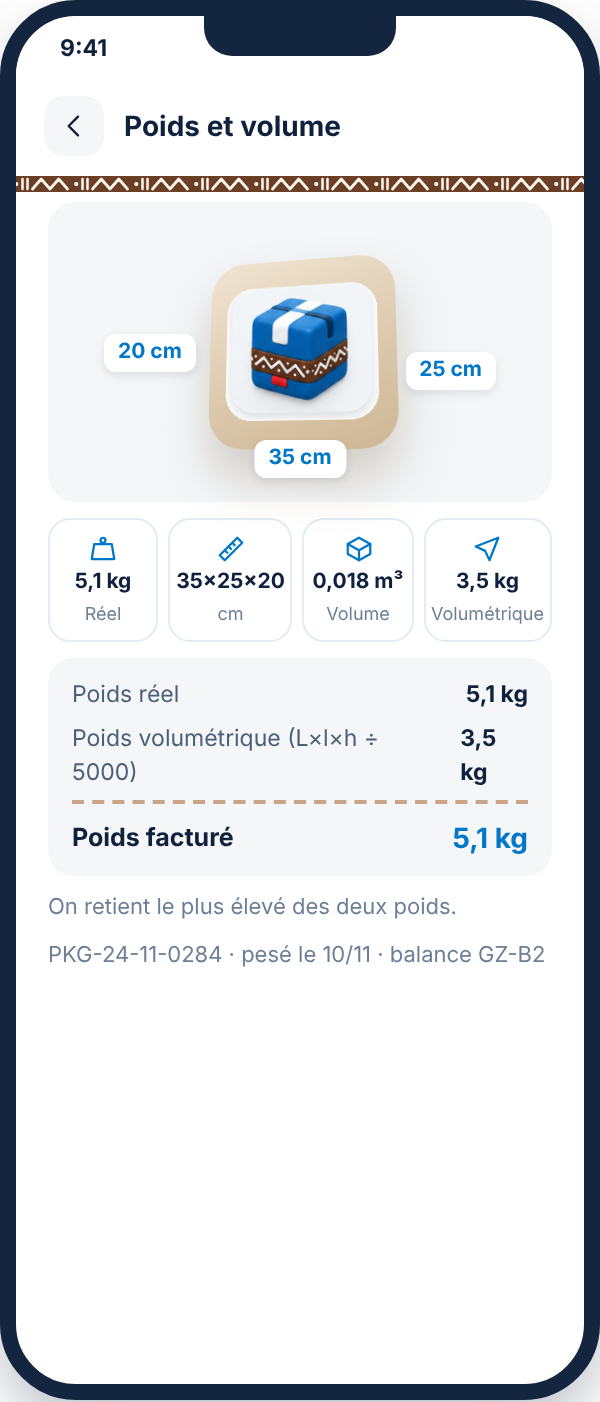 9:41
Poids et volume
20 cm
25 cm
35 cm
5,1 kg
Réel
35×25×20
cm
0,018 m³
Volume
3,5 kg
Volumétrique
Poids réel 5,1 kg
Poids volumétrique (L×l×h ÷ 3,5
5000) kg
Poids facturé 5,1 kg
On retient le plus élevé des deux poids.
PKG-24-11-0284 · pesé le 10/11 · balance GZ-B2